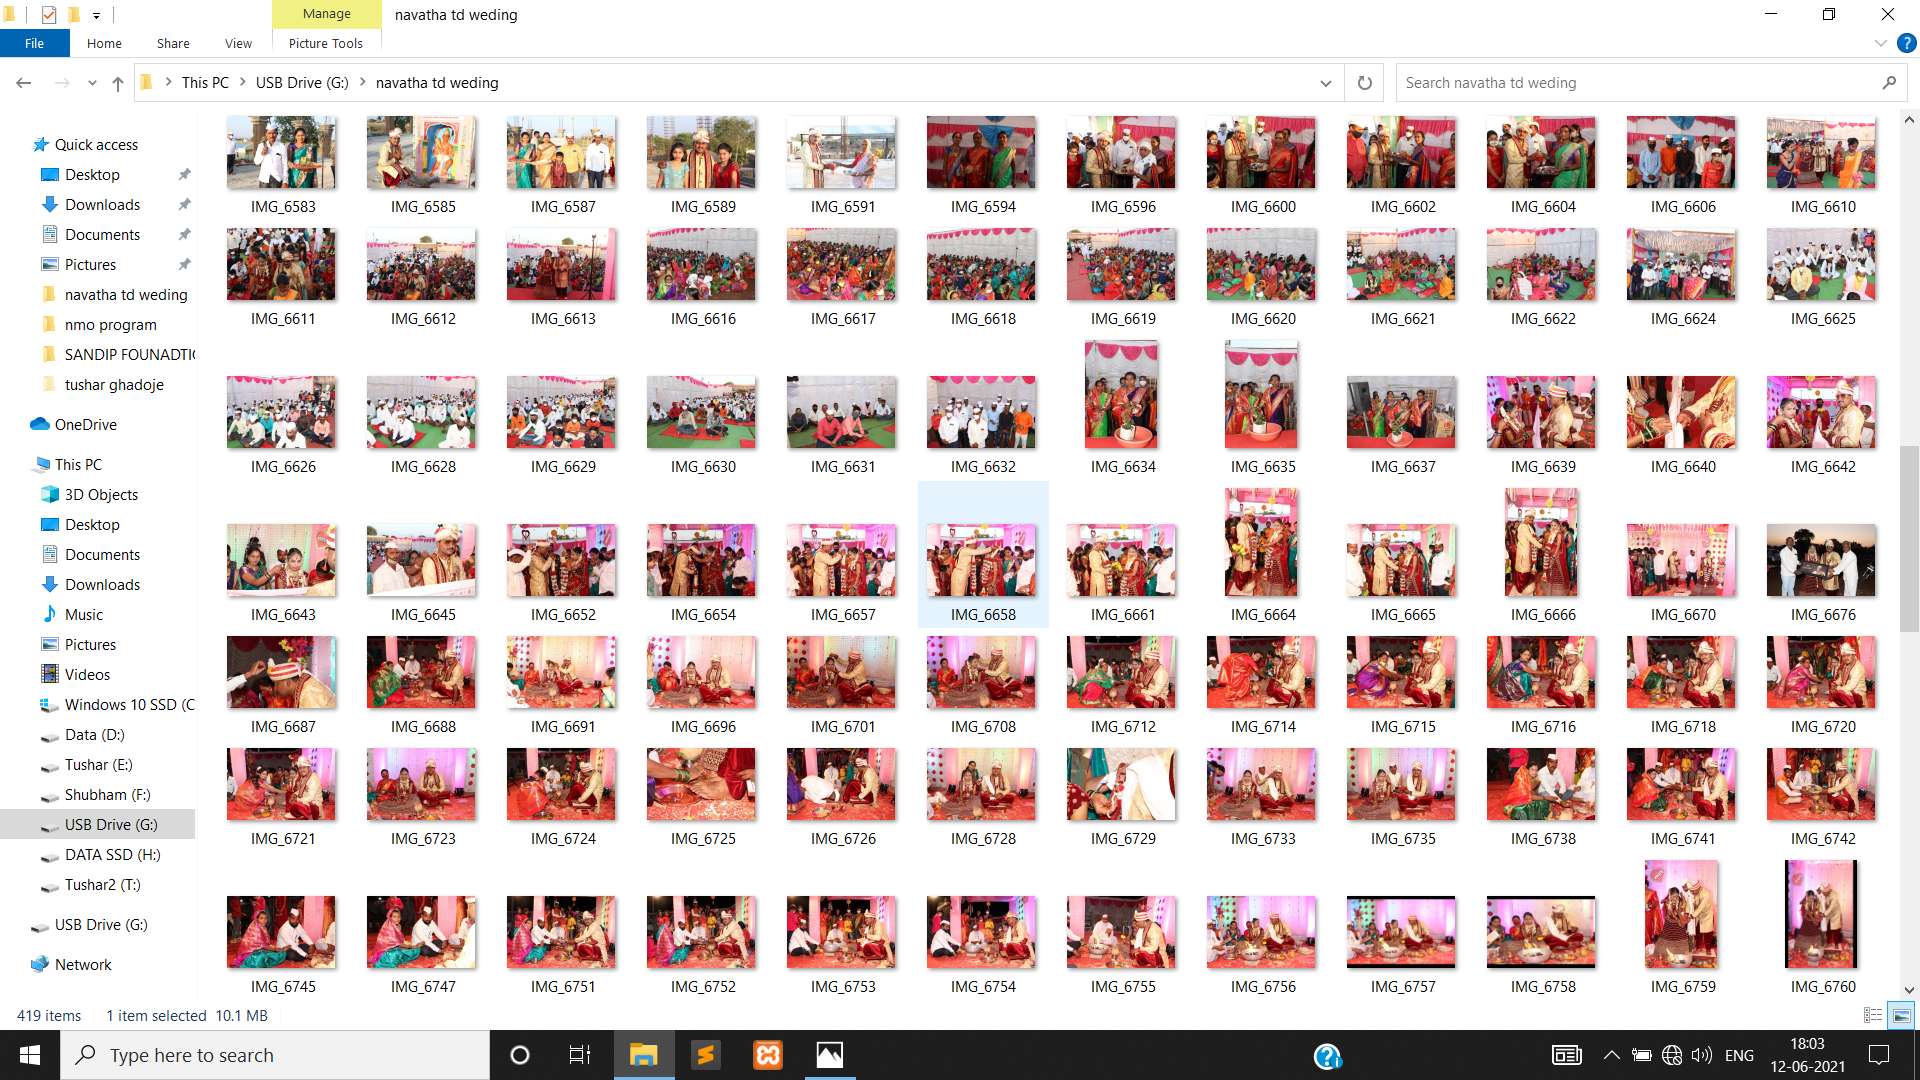 Manage
navatha td weding
File
Home
Share
View
Picture Tools
This PC
USB Drive (G:)
navatha td weding
Search navatha td weding
Quick access
Desktop
Downloads
Documents
Pictures
navatha td weding
nmo program
SANDIP FOUNADTI
tushar ghadoje
OneDrive
This PC
3D Objects
Desktop
Documents
Downloads
Music
Pictures
Videos
Windows 10 SSD (C
Data (D:)
Tushar (E:)
Shubham (F:)
USB Drive (G:)
DATA SSD (H:)
Tushar2 (T:)
USB Drive (G:)
Network
IMG_6583 IMG_6585 IMG_6587 IMG_6589 IMG_6591 IMG_6594 IMG_6596 IMG_6600 IMG_6602 IMG_6604 IMG_6606 IMG_6610
IMG_6611 IMG_6612 IMG_6613 IMG_6616 IMG_6617 IMG_6618 IMG_6619 IMG_6620 IMG_6621 IMG_6622 IMG_6624 IMG_6625
IMG_6626 IMG_6628 IMG_6629 IMG_6630 IMG_6631 IMG_6632 IMG_6634 IMG_6635 IMG_6637 IMG_6639 IMG_6640 IMG_6642
IMG_6643 IMG_6645 IMG_6652 IMG_6654 IMG_6657 IMG_6658 IMG_6661 IMG_6664 IMG_6665 IMG_6666 IMG_6670 IMG_6676
IMG_6687 IMG_6688 IMG_6691 IMG_6696 IMG_6701 IMG_6708 IMG_6712 IMG_6714 IMG_6715 IMG_6716 IMG_6718 IMG_6720
IMG_6721 IMG_6723 IMG_6724 IMG_6725 IMG_6726 IMG_6728 IMG_6729 IMG_6733 IMG_6735 IMG_6738 IMG_6741 IMG_6742
IMG_6745 IMG_6747 IMG_6751 IMG_6752 IMG_6753 IMG_6754 IMG_6755 IMG_6756 IMG_6757 IMG_6758 IMG_6759 IMG_6760
419 items 1 item selected 10.1 MB
Type here to search
ENG
18:03
12-06-2021